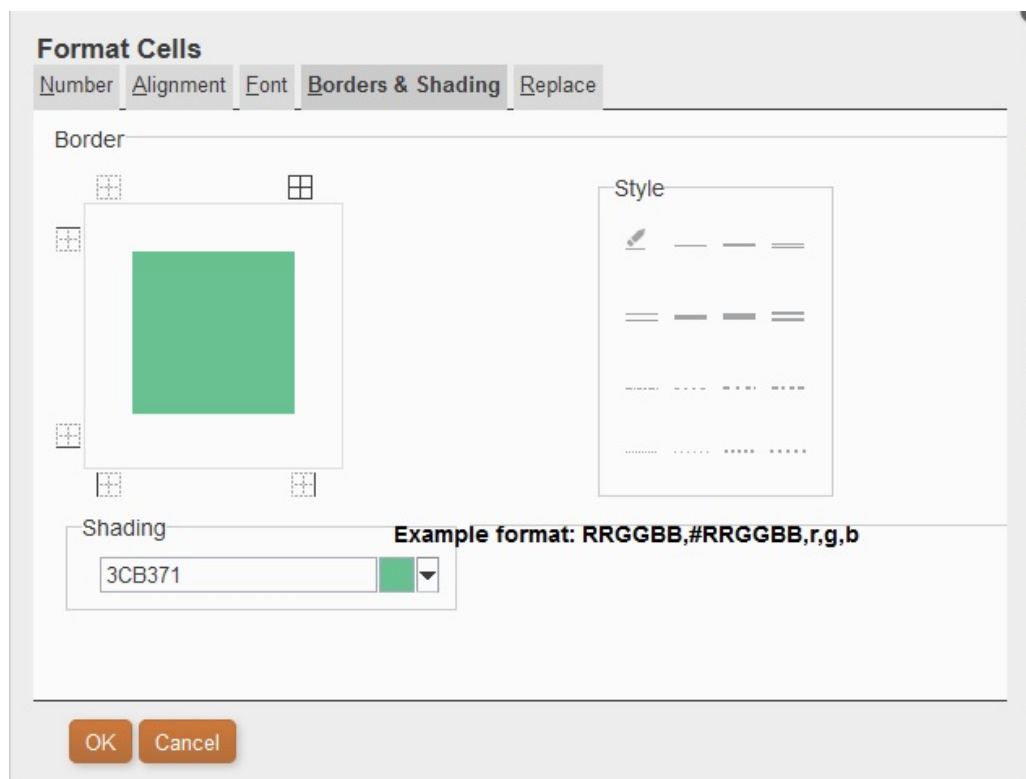 Format Cells
Number Alignment Font Borders & Shading Replace
Border
Style
Shading
Example format: RRGGBB,#RRGGBB,r,g,b
3CB371
OK Cancel